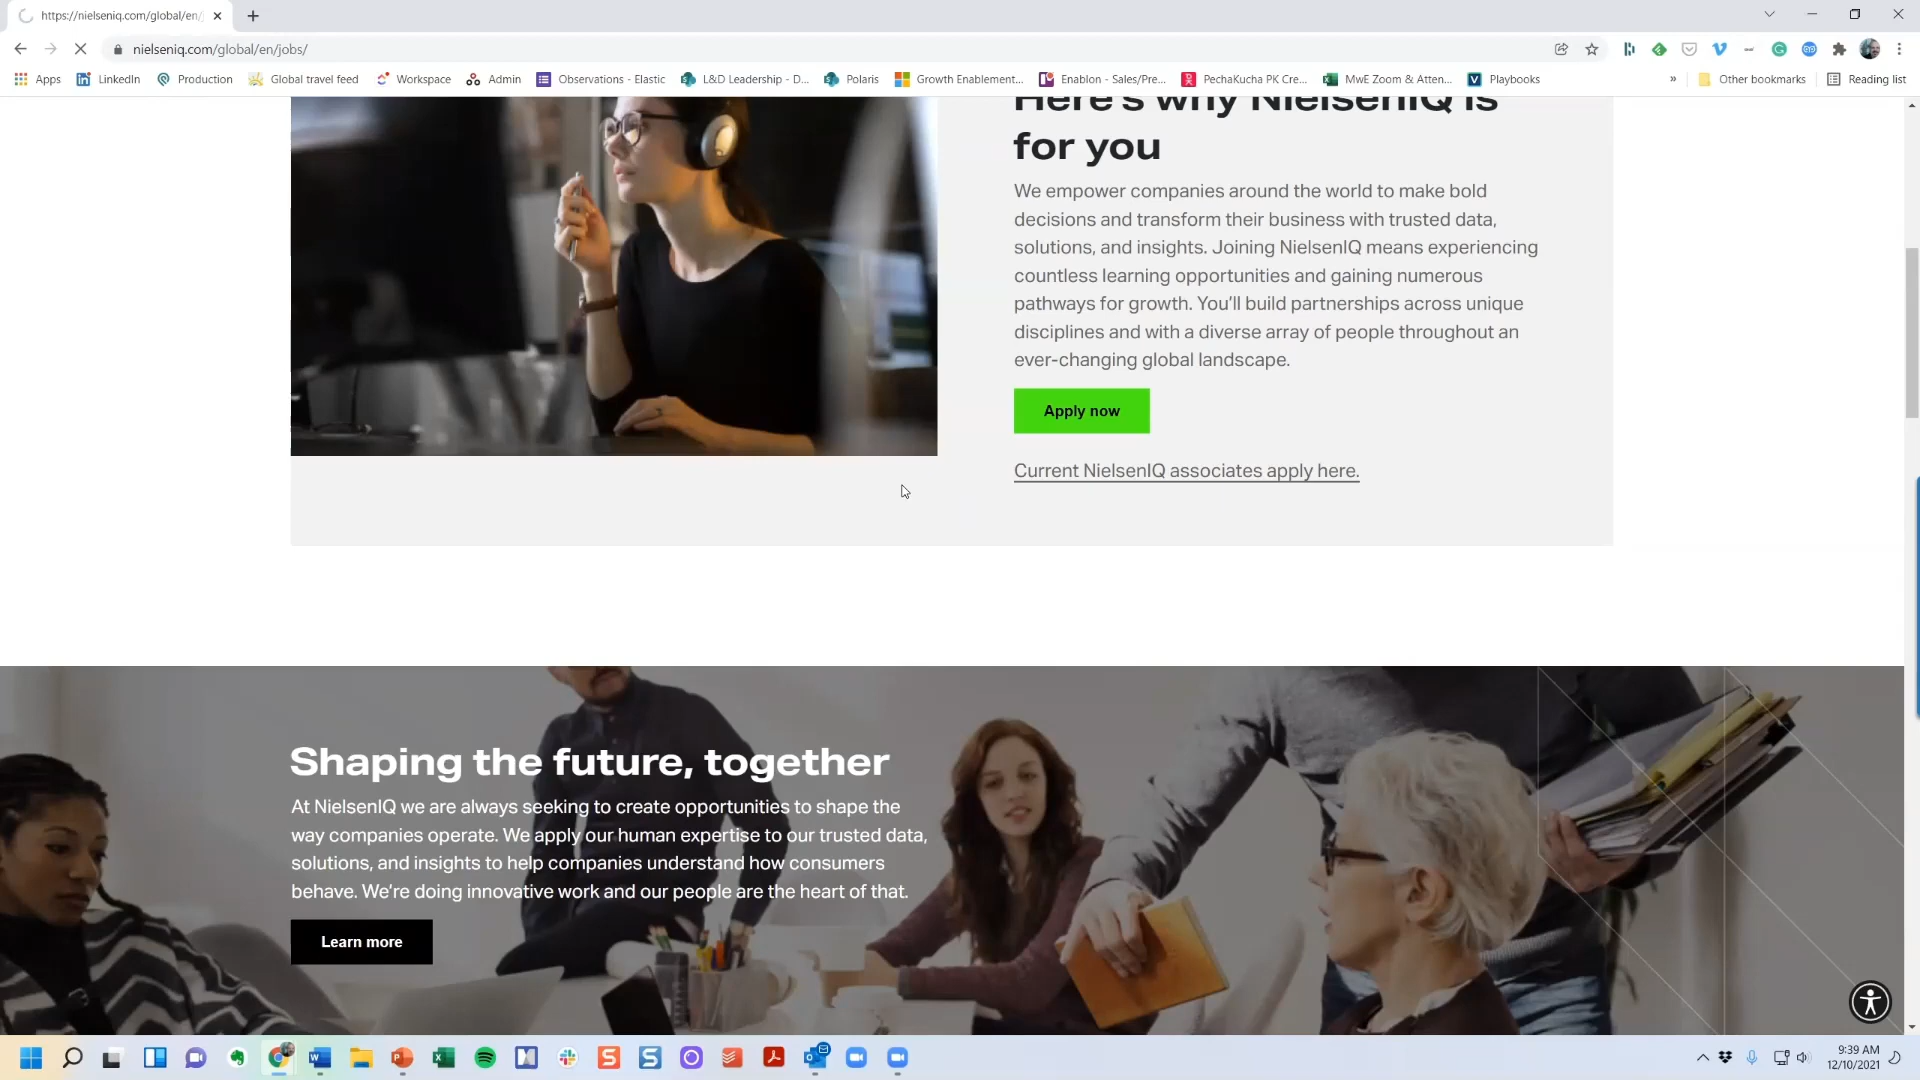 https://nielseniq.com/global/en/
nielseniq.com/global/en/jobs/
Apps LinkedIn Production Global travel feed Workspace Admin Observations - Elastic L&D Leadership - D... Polaris Growth Enablement... Enablon - Sales/Pre... PechaKucha PK Cre... MwE Zoom & Atten... Playbooks » Other bookmarks Reading list
Here's why NielsenIQ is
for you
We empower companies around the world to make bold
decisions and transform their business with trusted data,
solutions, and insights. Joining NielsenIQ means experiencing
countless learning opportunities and gaining numerous
pathways for growth. You'll build partnerships across unique
disciplines and with a diverse array of people throughout an
ever-changing global landscape.
Apply now
Current NielsenIQ associates apply here.
Shaping the future, together
At NielsenIQ we are always seeking to create opportunities to shape the
way companies operate. We apply our human expertise to our trusted data,
solutions, and insights to help companies understand how consumers
behave. We're doing innovative work and our people are the heart of that.
Learn more
9:39 AM
12/10/2021